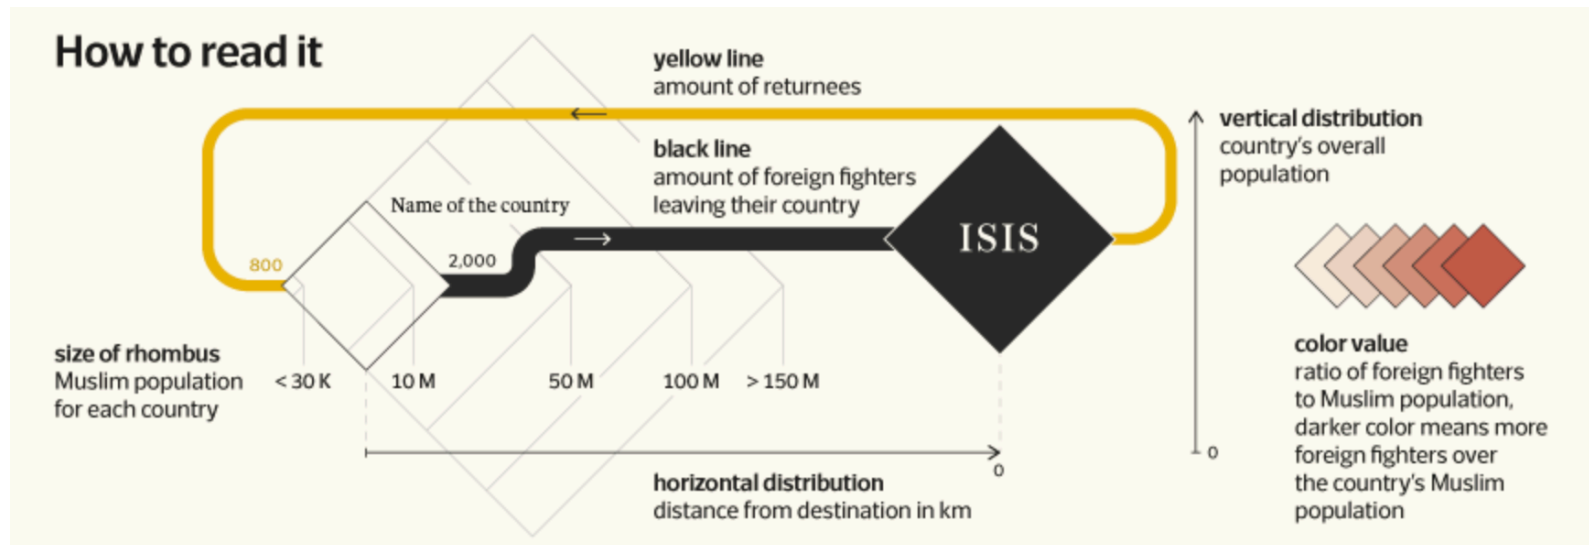 How to read it
yellow line
amount of returnees
black line
amount of foreign fighters
leaving their country
Name of the country
800
2,000
ISIS
size of rhombus
Muslim population
for each country
< 30 K
10 M
50 M
100 M
> 150 M
0
horizontal distribution
distance from destination in km
vertical distribution
country's overall
population
0
color value
ratio of foreign fighters
to Muslim population,
darker color means more
foreign fighters over
the country's Muslim
population